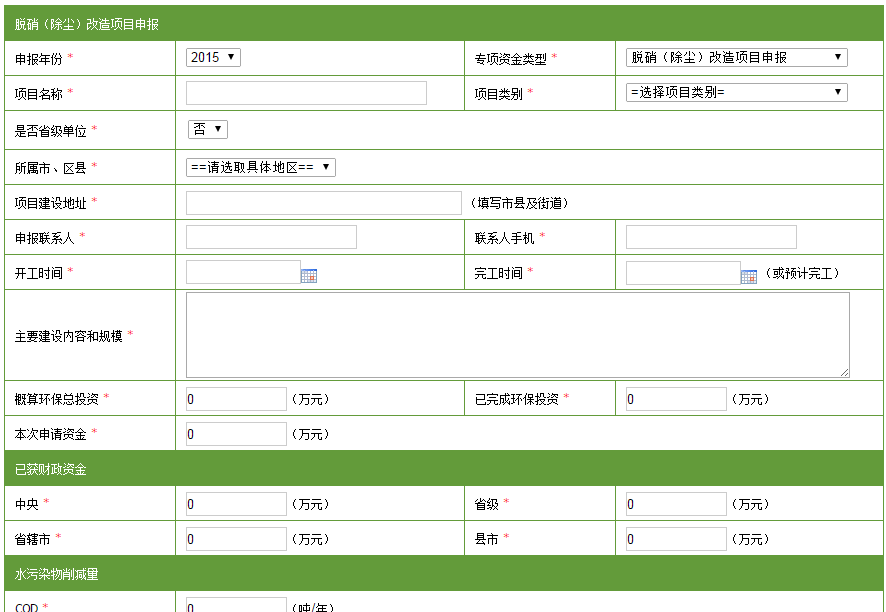 脱硝（除尘）改造项目申报
申报年份 * 2015 专项资金类型 * 脱硝（除尘）改造项目申报
项目名称 * 项目类别 * =选择项目类别=
是否省级单位 * 否
所属市、区县 * ==请选取具体地区==
项目建设地址 * （填写市县及街道）
申报联系人 * 联系人手机 *
开工时间 * 完工时间 * （或预计完工）
主要建设内容和规模 *
概算环保总投资 * 0 （万元） 已完成环保投资 * 0 （万元）
本次申请资金 * 0 （万元）
已获财政资金
中央 * 0 （万元） 省级 * 0 （万元）
省辖市 * 0 （万元） 县市 * 0 （万元）
水污染物削减量
COD * 0 （吨/年）